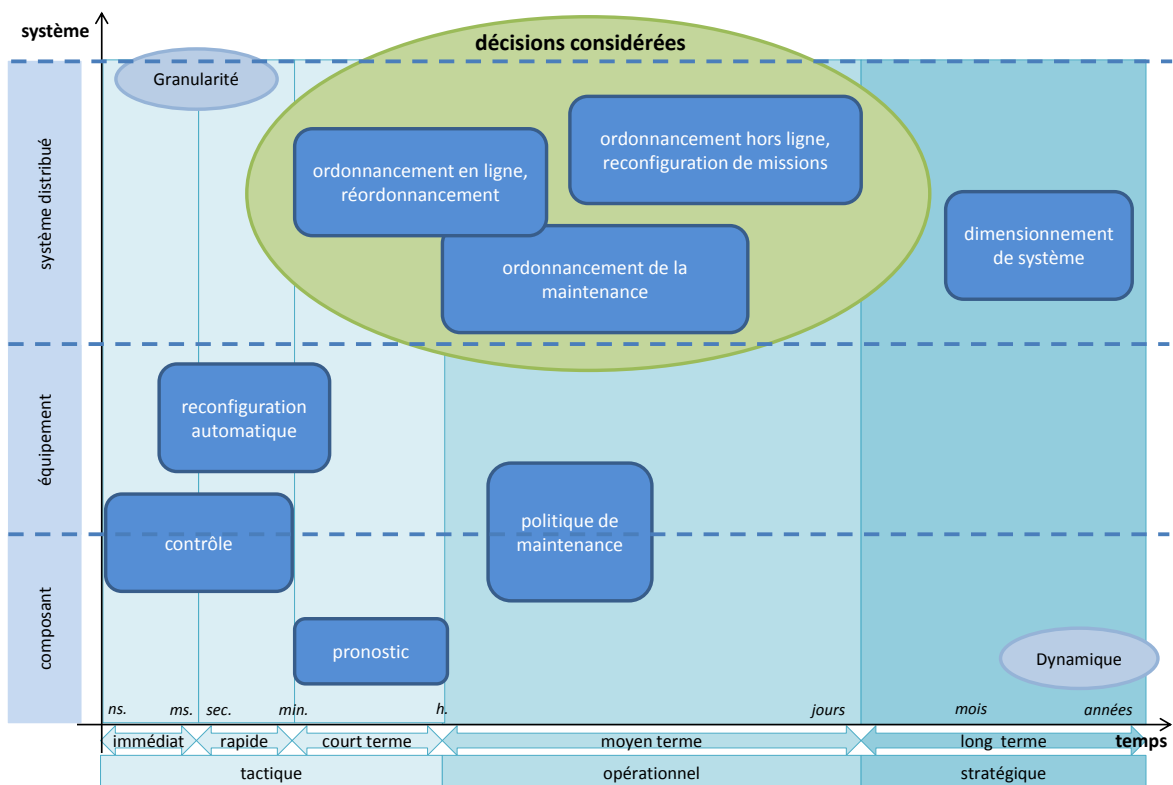 système
décisions considérées
Granularité
ordonnancement hors ligne,
reconfiguration de missions
ordonnancement en ligne,
réordonnancement
système distribué
dimensionnement
de système
ordonnancement de la
maintenance
équipement
reconfiguration
automatique
politique de
maintenance
contrôle
composant
pronostic
Dynamique
ns. ms. sec. min. h. jours mois années
immédiat rapide court terme moyen terme long terme temps
tactique opérationnel stratégique